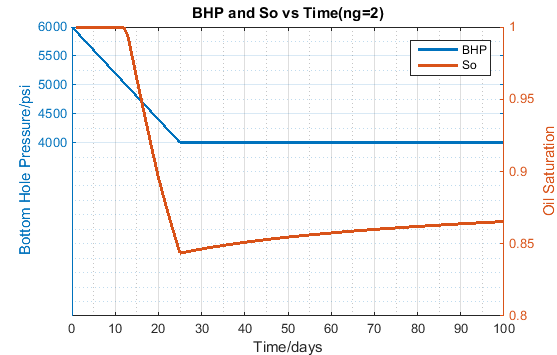 BHP and So vs Time(ng=2)
6000
5500
5000
4500
4000
Bottom Hole Pressure/psi
1
0.95
0.9
0.85
0.8
Oil Saturation
BHP
So
0 10 20 30 40 50 60 70 80 90 100
Time/days